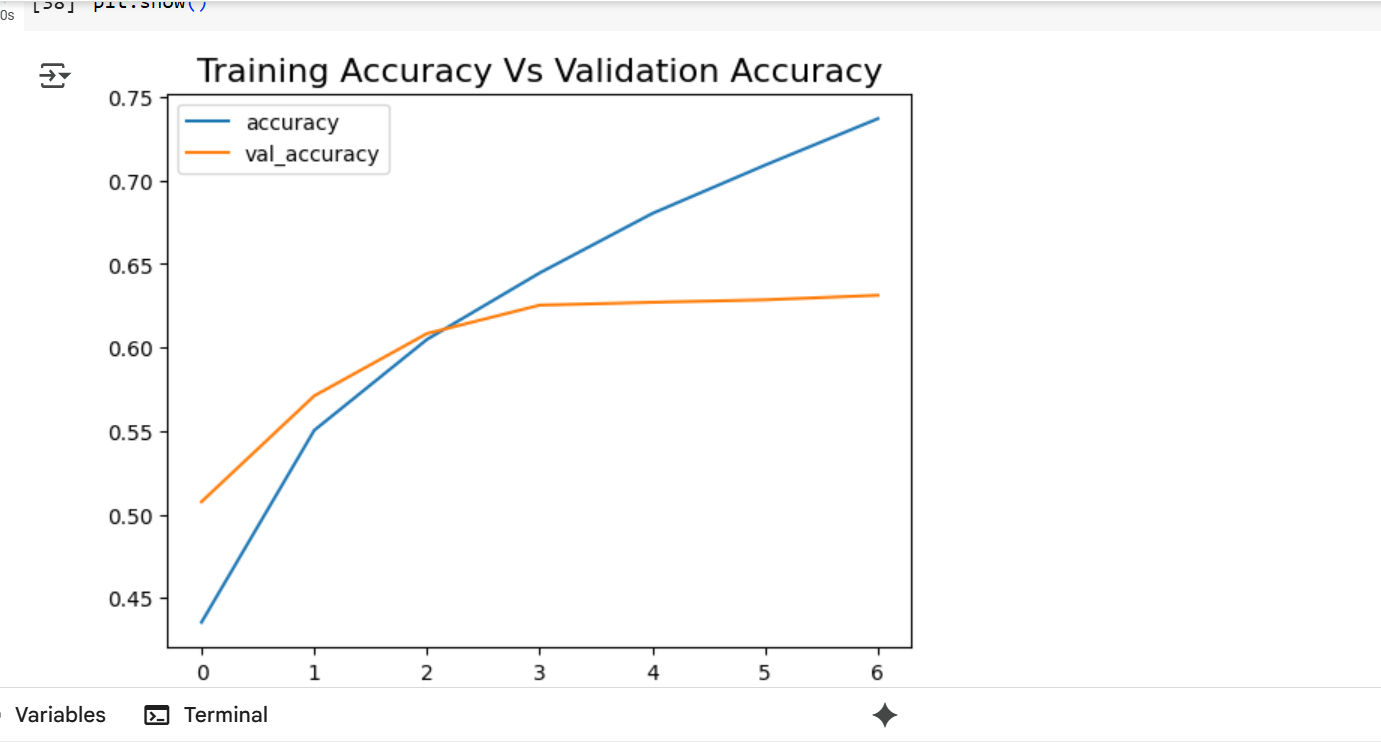 [38] plt.show()
0s
Training Accuracy Vs Validation Accuracy
0.75
accuracy
val_accuracy
0.70
0.65
0.60
0.55
0.50
0.45
0 1 2 3 4 5 6
Variables Terminal